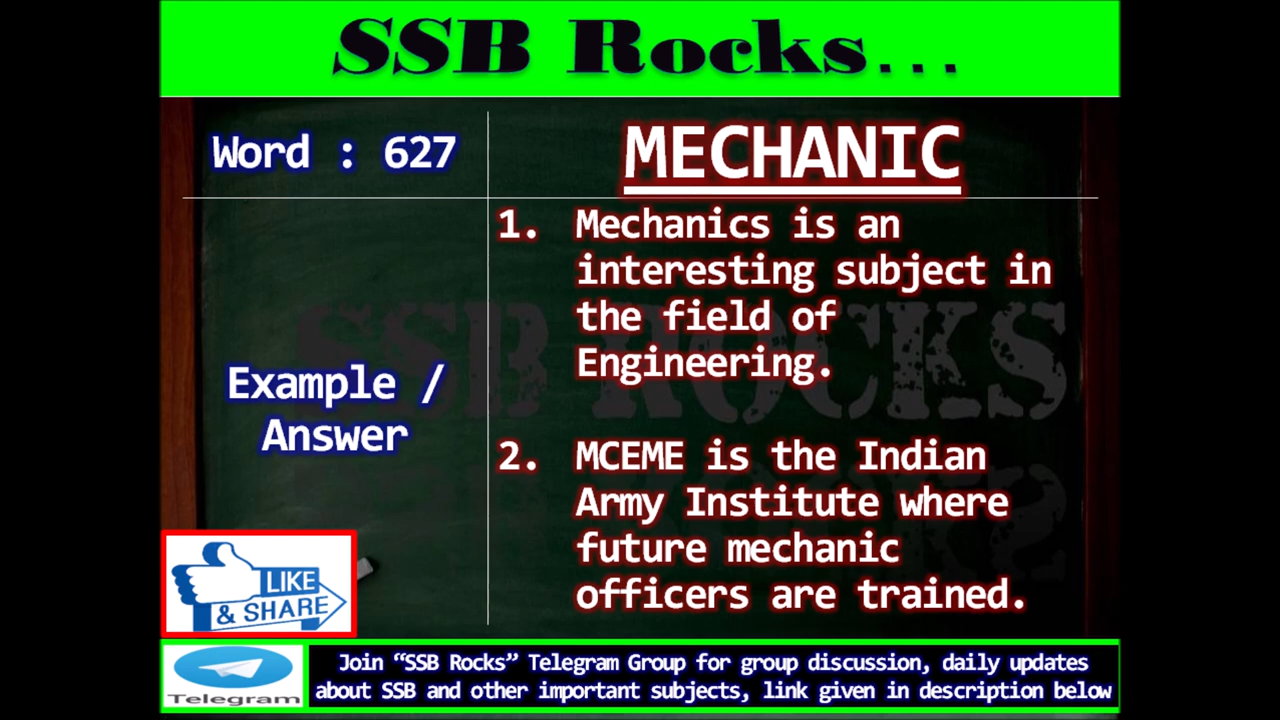 SSB Rocks...
Word : 627
MECHANIC
Example /
Answer
1. Mechanics is an
interesting subject in
the field of
Engineering.
2. MCEME is the Indian
Army Institute where
future mechanic
officers are trained.
SSB ROCKS
LIKE
& SHARE
Telegram
Join “SSB Rocks” Telegram Group for group discussion, daily updates
about SSB and other important subjects, link given in description below